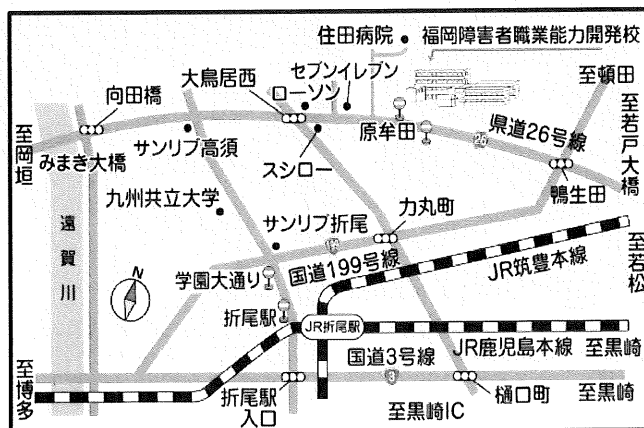 住田病院
福岡障害者職業能力開発校
至頓田
セブンイレブン
大鳥居西
ローソン
向田橋
至若戸大橋
原牟田
県道26号線
26
至岡垣
みまき大橋
サンリブ高須
スシロー
鴨生田
九州共立大学
力丸町
サンリブ折尾
遠賀川
N
学園大通り
国道199号線
199
JR筑豊本線
至若松
折尾駅
JR折尾駅
JR鹿児島本線
至黒崎
国道3号線
3
至博多
折尾駅
入口
至黒崎IC
樋口町
至黒崎